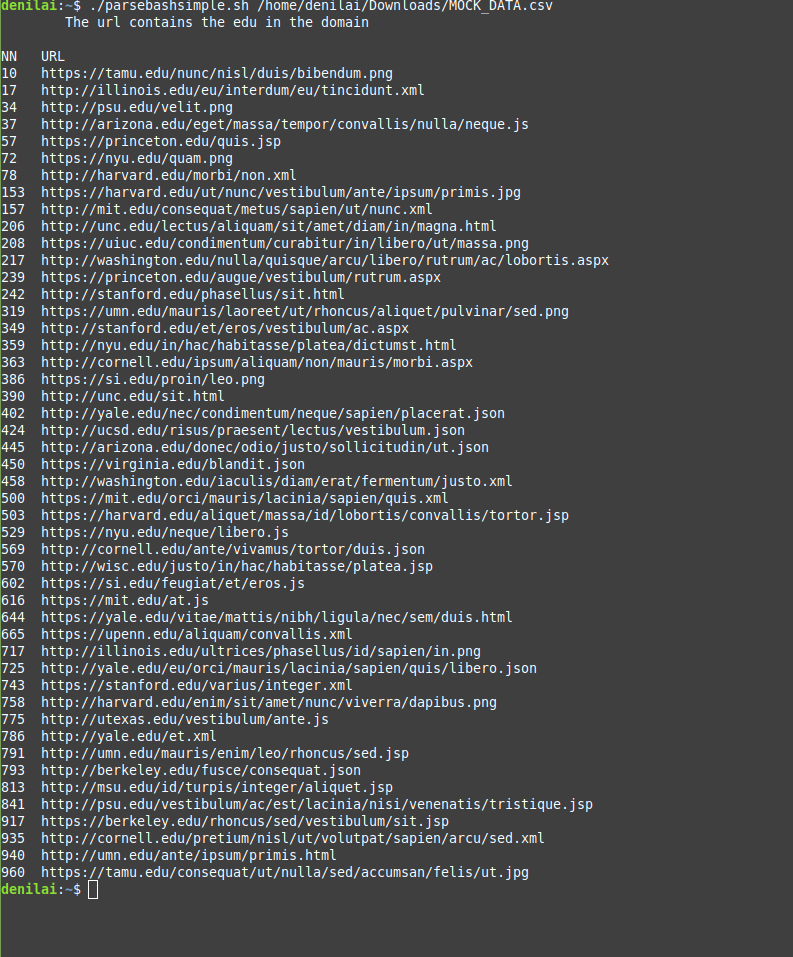 denilai:~$ ./parsebashsimple.sh /home/denilai/Downloads/MOCK_DATA.csv
The url contains the edu in the domain
NN URL
10 https://tamu.edu/nunc/nisl/duis/bibendum.png
17 http://illinois.edu/eu/interdum/eu/tincidunt.xml
34 http://psu.edu/velit.png
37 http://arizona.edu/eget/massa/tempor/convallis/nulla/neque.js
57 https://princeton.edu/quis.jsp
72 https://nyu.edu/quam.png
78 http://harvard.edu/morbi/non.xml
153 https://harvard.edu/ut/nunc/vestibulum/ante/ipsum/primis.jpg
157 http://mit.edu/consequat/metus/sapien/ut/nunc.xml
206 http://unc.edu/lectus/aliquam/sit/amet/diam/in/magna.html
208 https://uiuc.edu/condimentum/curabitur/in/libero/ut/massa.png
217 http://washington.edu/nulla/quisque/arcu/libero/rutrum/ac/lobortis.aspx
239 https://princeton.edu/augue/vestibulum/rutrum.aspx
242 http://stanford.edu/phasellus/sit.html
319 https://umn.edu/mauris/laoreet/ut/rhoncus/aliquet/pulvinar/sed.png
349 http://stanford.edu/et/eros/vestibulum/ac.aspx
359 http://nyu.edu/in/hac/habitasse/platea/dictumst.html
363 http://cornell.edu/ipsum/aliquam/non/mauris/morbi.aspx
386 https://si.edu/proin/leo.png
390 http://unc.edu/sit.html
402 http://yale.edu/nec/condimentum/neque/sapien/placerat.json
424 http://ucsd.edu/risus/praesent/lectus/vestibulum.json
445 http://arizona.edu/donec/odio/justo/sollicitudin/ut.json
450 https://virginia.edu/blandit.json
458 http://washington.edu/iaculis/diam/erat/fermentum/justo.xml
500 https://mit.edu/orci/mauris/lacinia/sapien/quis.xml
503 https://harvard.edu/aliquet/massa/id/lobortis/convallis/tortor.jsp
529 https://nyu.edu/neque/libero.js
569 http://cornell.edu/ante/vivamus/tortor/duis.json
570 http://wisc.edu/justo/in/hac/habitasse/platea.jsp
602 https://si.edu/feugiat/et/eros.js
616 https://mit.edu/at.js
644 https://yale.edu/vitae/mattis/nibh/ligula/nec/sem/duis.html
665 https://upenn.edu/aliquam/convallis.xml
717 http://illinois.edu/ultrices/phasellus/id/sapien/in.png
725 http://yale.edu/eu/orci/mauris/lacinia/sapien/quis/libero.json
743 https://stanford.edu/varius/integer.xml
758 http://harvard.edu/enim/sit/amet/nunc/viverra/dapibus.png
775 http://utexas.edu/vestibulum/ante.js
786 http://yale.edu/et.xml
791 http://umn.edu/mauris/enim/leo/rhoncus/sed.jsp
793 http://berkeley.edu/fusce/consequat.json
813 http://msu.edu/id/turpis/integer/aliquet.jsp
841 http://psu.edu/vestibulum/ac/est/lacinia/nisi/venenatis/tristique.jsp
917 https://berkeley.edu/rhoncus/sed/vestibulum/sit.jsp
935 http://cornell.edu/pretium/nisl/ut/volutpat/sapien/arcu/sed.xml
940 http://umn.edu/ante/ipsum/primis.html
960 https://tamu.edu/consequat/ut/nulla/sed/accumsan/felis/ut.jpg
denilai:~$